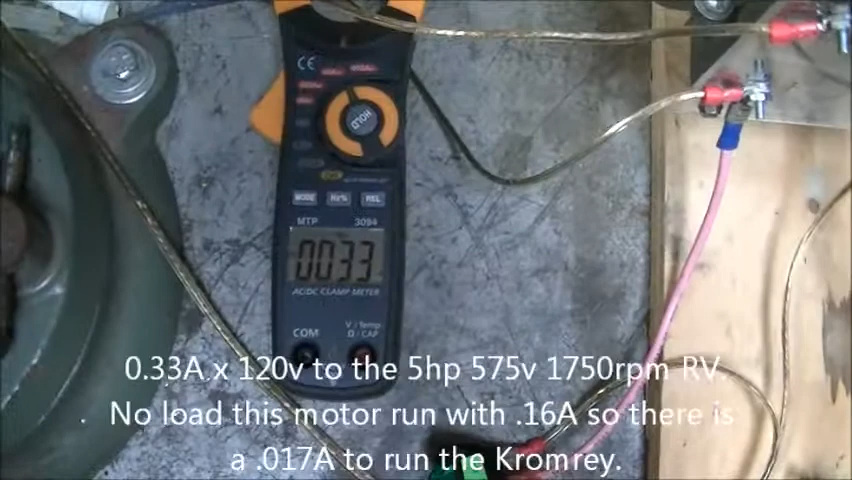 CE
HOLD
MODE
Hz%
REL
MTP
3094
0033
AC/DC CLAMP METER
COM
V/Temp
Ω/CAP
0.33A x 120v to the 5hp 575v 1750rpm RV.
No load this motor run with .16A so there is
a .017A to run the Kromrey.